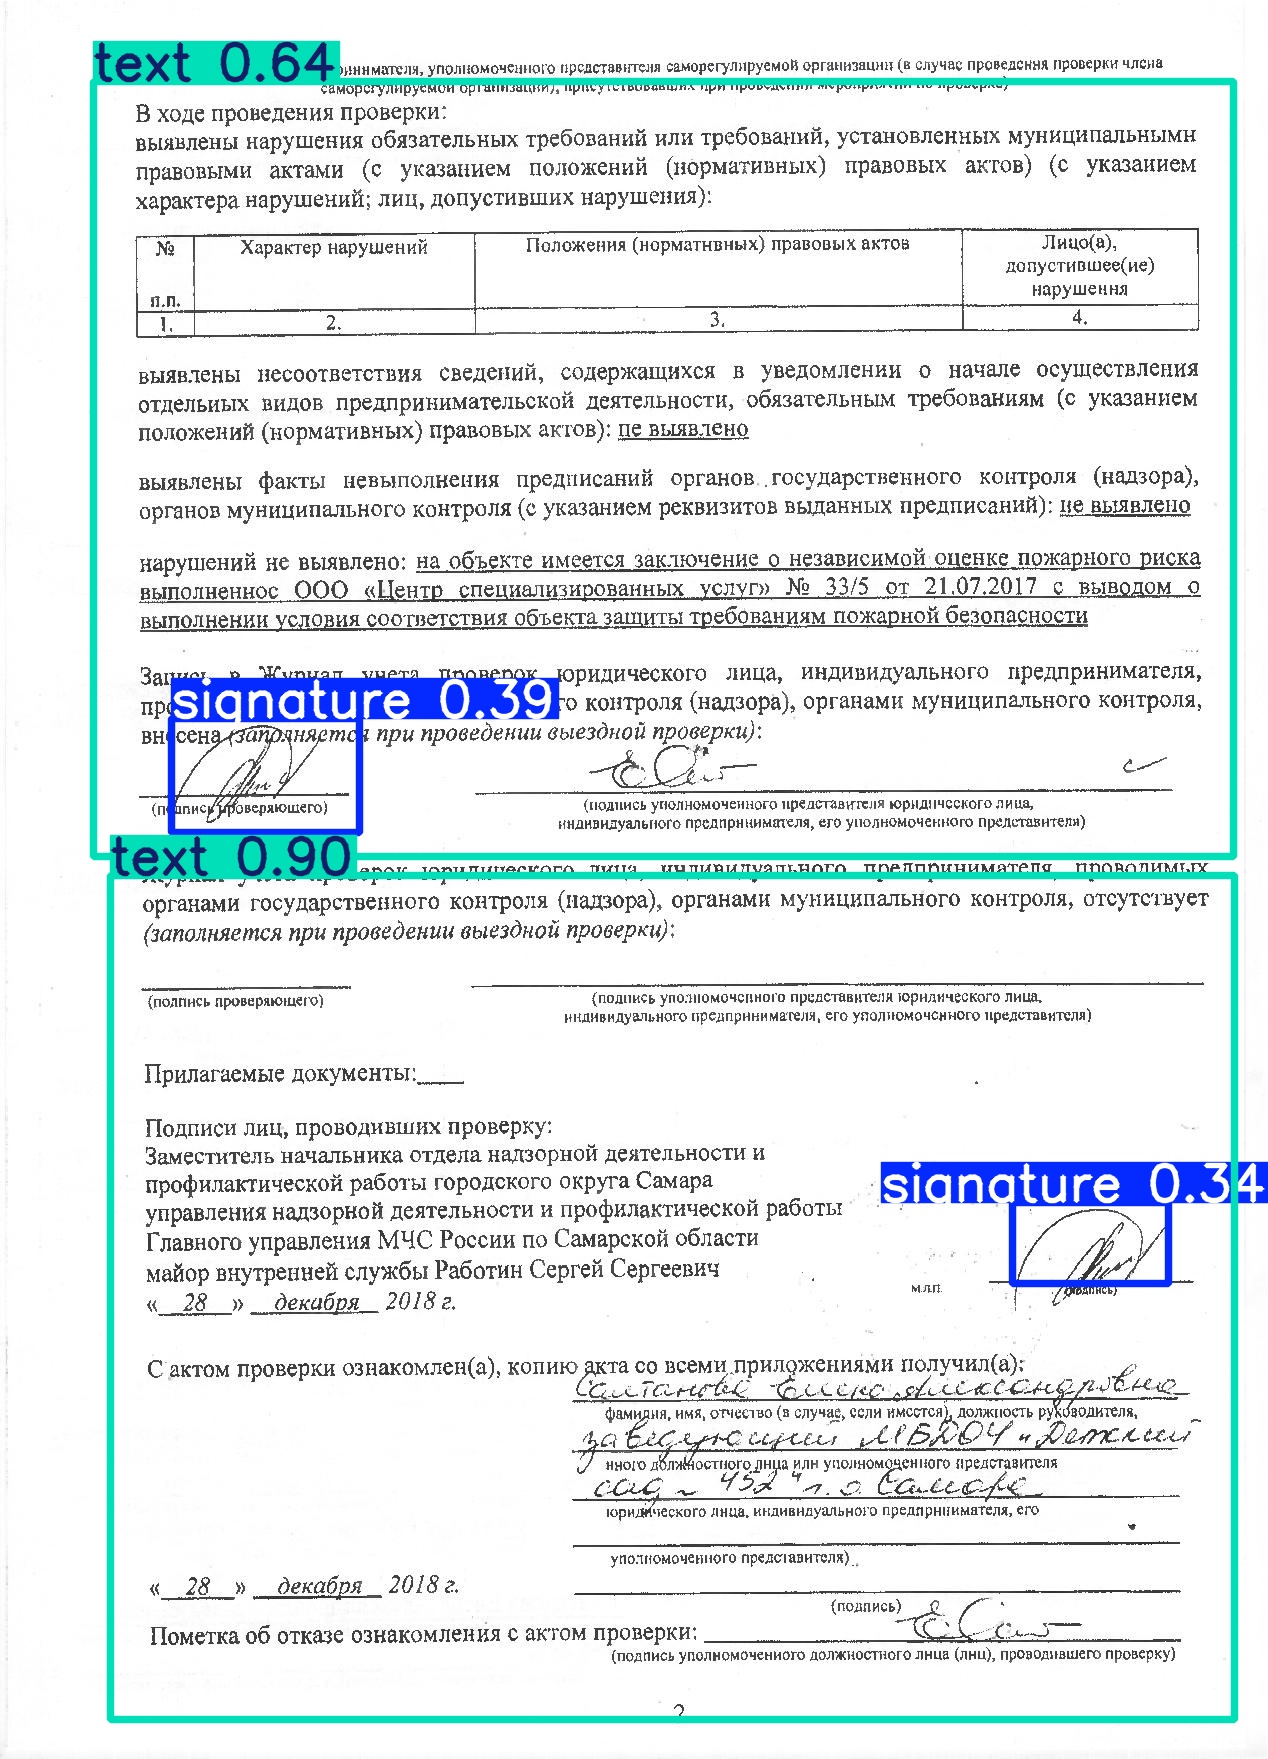 text 0.64
принимателя, уполномоченного представителя саморегулируемой организации (в случае проведения проверки члена
саморегулируемой организации), присутствовавших при проведении мероприятий по проверке)
В ходе проведения проверки:
выявлены нарушения обязательных требований или требований, установленных муниципальными
правовыми актами (с указанием положений (нормативных) правовых актов) (с указанием
характера нарушений; лиц, допустивших нарушения):
№ п.п. Характер нарушений Положения (нормативных) правовых актов Лицо(а), допустившее(ие) нарушения
1. 2. 3. 4.
выявлены несоответствия сведений, содержащихся в уведомлении о начале осуществления
отдельных видов предпринимательской деятельности, обязательным требованиям (с указанием
положений (нормативных) правовых актов): не выявлено
выявлены факты невыполнения предписаний органов государственного контроля (надзора),
органов муниципального контроля (с указанием реквизитов выданных предписаний): не выявлено
нарушений не выявлено: на объекте имеется заключение о независимой оценке пожарного риска
выполненное ООО «Центр специализированных услуг» № 33/5 от 21.07.2017 с выводом о
выполнении условия соответствия объекта защиты требованиям пожарной безопасности
Запись в Журнал учета проверок юридического лица, индивидуального предпринимателя,
signature 0.39
контроля (надзора), органами муниципального контроля,
внесена (заполняется при проведении выездной проверки):
(подпись проверяющего) (подпись уполномоченного представителя юридического лица,
индивидуального предпринимателя, его уполномоченного представителя)
text 0.90
Журнал учета проверок юридического лица, индивидуального предпринимателя, проводимых
органами государственного контроля (надзора), органами муниципального контроля, отсутствует
(заполняется при проведении выездной проверки):
(подпись проверяющего) (подпись уполномоченного представителя юридического лица,
индивидуального предпринимателя, его уполномоченного представителя)
Прилагаемые документы:____
Подписи лиц, проводивших проверку:
Заместитель начальника отдела надзорной деятельности и
профилактической работы городского округа Самара
signature 0.34
управления надзорной деятельности и профилактической работы
Главного управления МЧС России по Самарской области
майор внутренней службы Работин Сергей Сергеевич
м.л.п. (подпись)
«__28__» __декабря__ 2018 г.
С актом проверки ознакомлен(а), копию акта со всеми приложениями получил(а):
Елена Александровна
фамилия, имя, отчество (в случае, если имеется), должность руководителя,
заведующий МБДОУ «Детский
иного должностного лица или уполномоченного представителя
сад № 452" г. о. Самара
юридического лица, индивидуального предпринимателя, его
уполномоченного представителя)
«__28__» __декабря__ 2018 г.
(подпись)
Пометка об отказе ознакомления с актом проверки:
(подпись уполномоченного должностного лица (лиц), проводившего проверку)
2